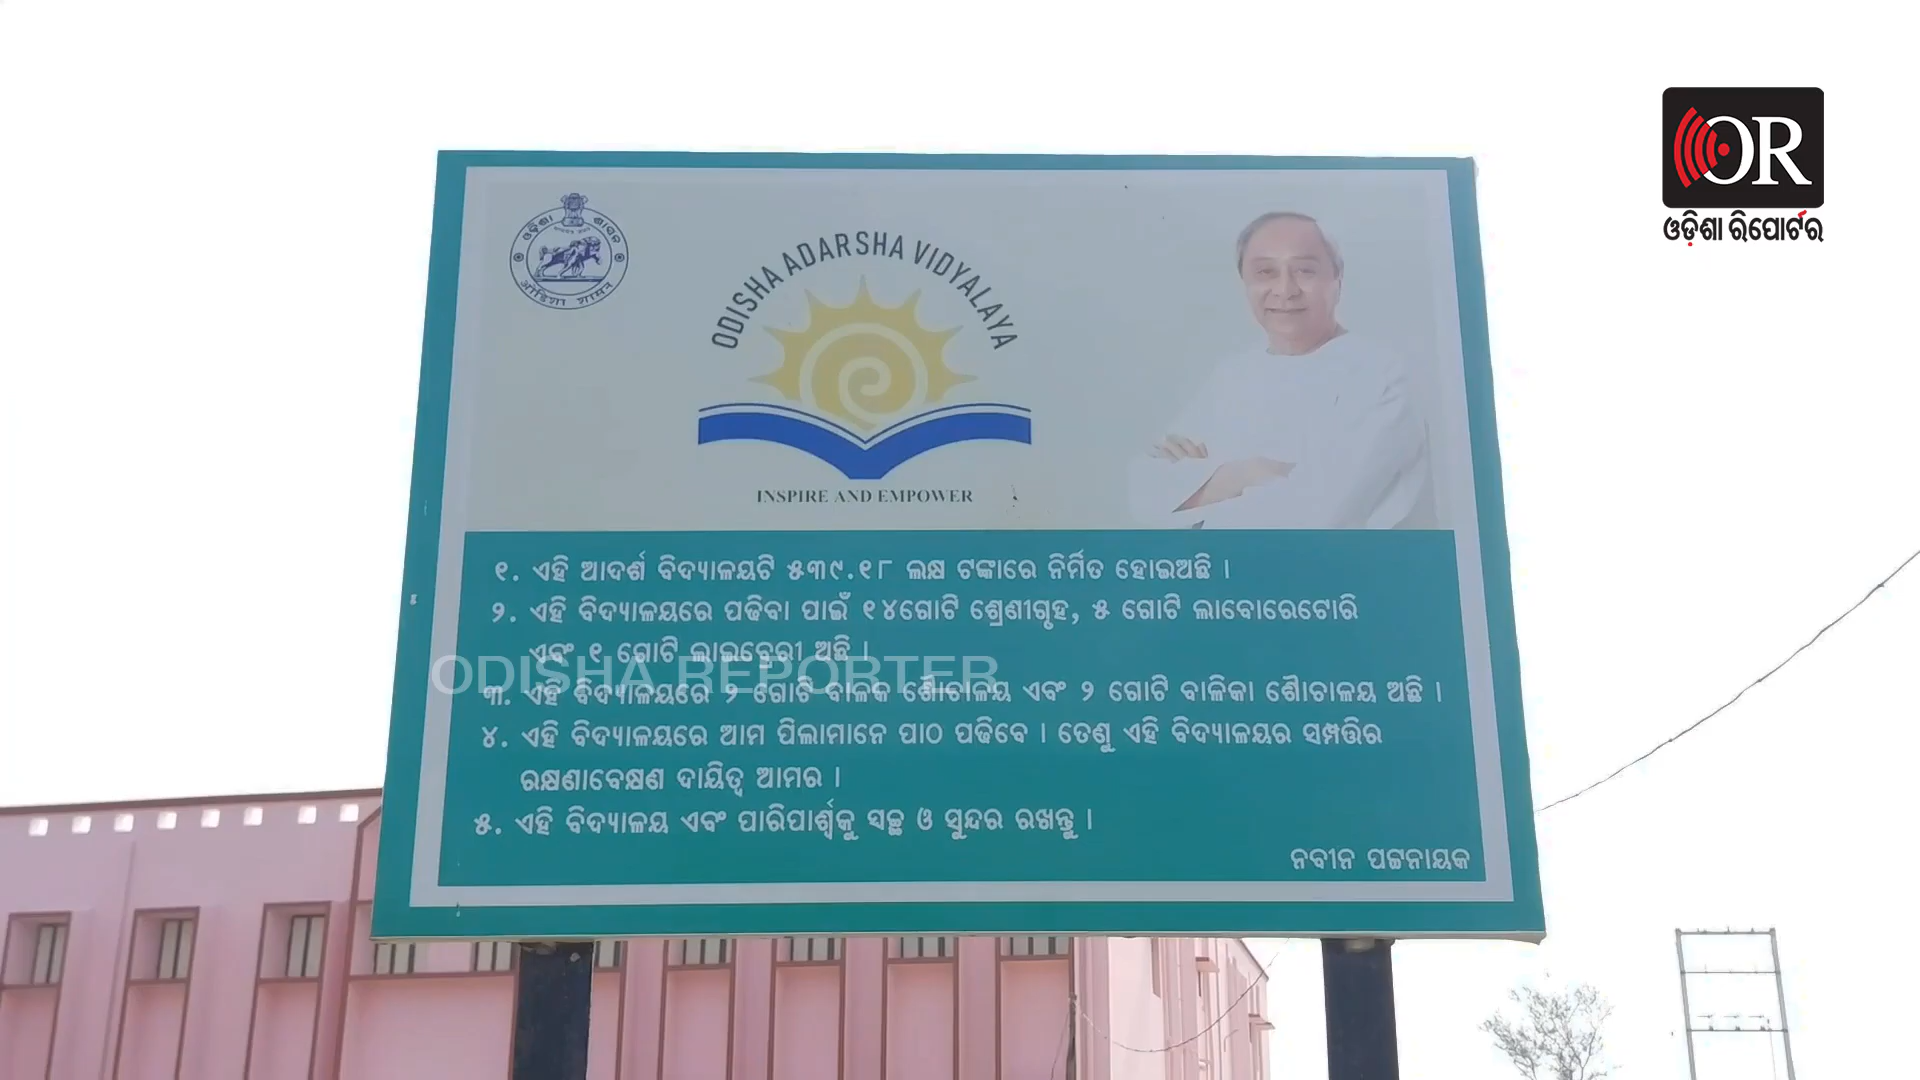 OR
ଓଡ଼ିଶା ରିପୋର୍ଟର
ଓଡ଼ିଶା ଶାସନ
ओडिशा शासन
ODISHA ADARSHA VIDYALAYA
INSPIRE AND EMPOWER
୧. ଏହି ଆଦର୍ଶ ବିଦ୍ୟାଳୟଟି ୫୩୯.୧୮ ଲକ୍ଷ ଟଙ୍କାରେ ନିର୍ମିତ ହୋଇଅଛି ।
୨. ଏହି ବିଦ୍ୟାଳୟରେ ପଢିବା ପାଇଁ ୧୪ଗୋଟି ଶ୍ରେଣୀଗୃହ, ୫ ଗୋଟି ଲାବୋରେଟୋରି
ଏବଂ ୧ ଗୋଟି ଲାଇବ୍ରେରୀ ଅଛି ।
ODISHA REPORTER
୩. ଏହି ବିଦ୍ୟାଳୟରେ ୨ ଗୋଟି ବାଳକ ଶୌଚାଳୟ ଏବଂ ୨ ଗୋଟି ବାଳିକା ଶୌଚାଳୟ ଅଛି ।
୪. ଏହି ବିଦ୍ୟାଳୟରେ ଆମ ପିଲାମାନେ ପାଠ ପଢିବେ । ତେଣୁ ଏହି ବିଦ୍ୟାଳୟର ସମ୍ପତ୍ତିର
ରକ୍ଷଣାବେକ୍ଷଣ ଦାୟିତ୍ୱ ଆମର ।
୫. ଏହି ବିଦ୍ୟାଳୟ ଏବଂ ପାରିପାର୍ଶ୍ୱକୁ ସ୍ୱଚ୍ଛ ଓ ସୁନ୍ଦର ରଖନ୍ତୁ ।
ନବୀନ ପଟ୍ଟନାୟକ